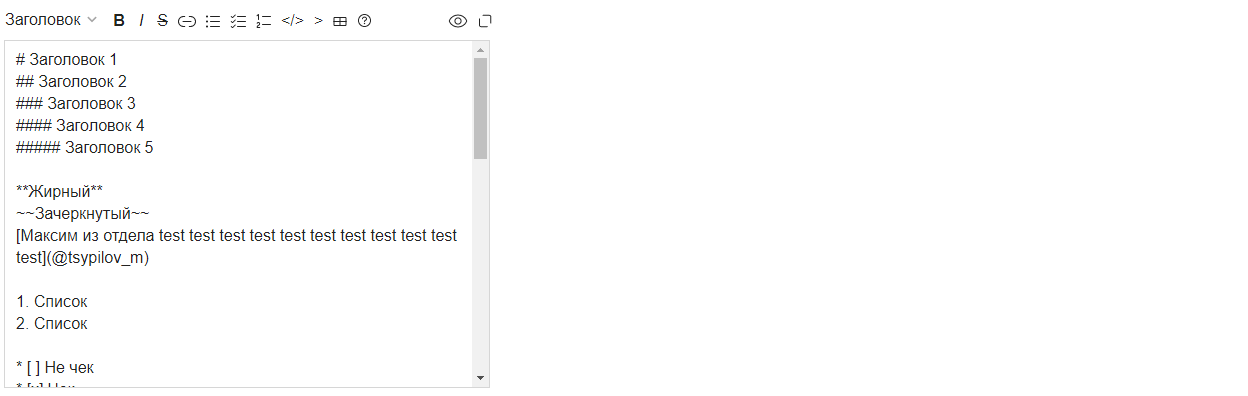 Заголовок B I S </> >
# Заголовок 1
## Заголовок 2
### Заголовок 3
#### Заголовок 4
##### Заголовок 5
**Жирный**
~~Зачеркнутый~~
[Максим из отдела test test test test test test test test test test
test](@tsypilov_m)
1. Список
2. Список
* [ ] Не чек